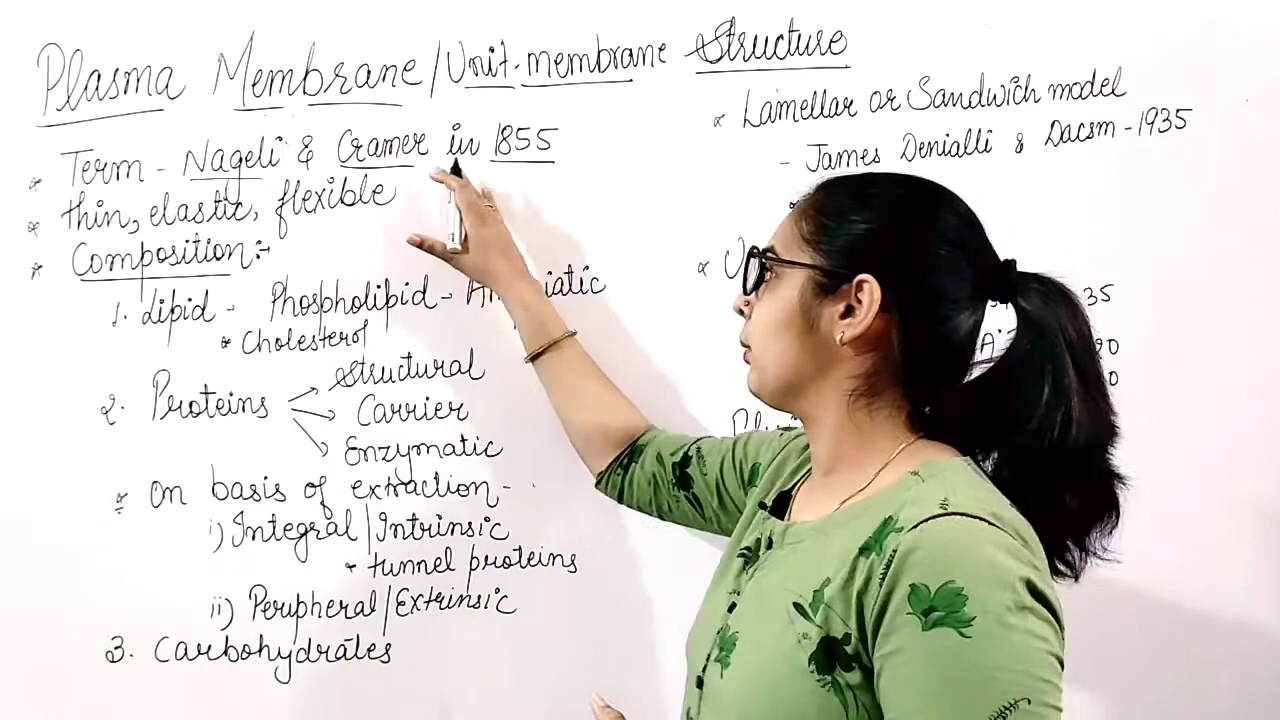 Plasma Membrane/Unit-membrane Structure
* Term - Nageli & Cramer in 1855
* thin, elastic, flexible
* Composition:-
1. Lipid - Phospholipid -
* Cholesterol
2. Proteins → Structural
→ Carrier
→ Enzymatic
* On basis of extraction-
i) Integral/Intrinsic
* tunnel proteins
ii) Peripheral/Extrinsic
3. Carbohydrates
* Lamellar or Sandwich model
- James Denialli & Dacsm - 1935
* U
35